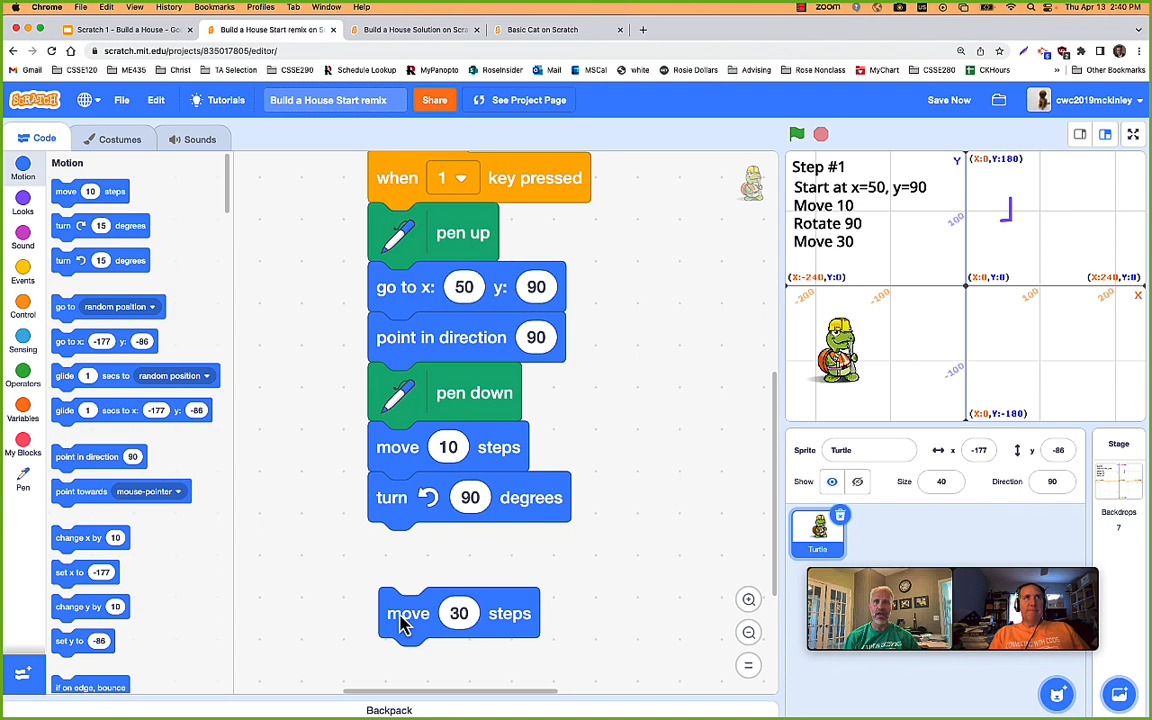 Chrome File Edit View History Bookmarks Profiles Tab Window Help zoom Thu Apr 13 2:40 PM
Scratch 1 - Build a House - Go Build a House Start remix on S Build a House Solution on Scra Basic Cat on Scratch
scratch.mit.edu/projects/835017805/editor/
Gmail CSSE120 ME435 Christ TA Selection CSSE290 Schedule Lookup MyPanopto RoseInsider Mail MSCal white Rosie Dollars Advising Rose Nonclass MyChart CSSE280 CKHours Other Bookmarks
SCRATCH File Edit Tutorials Build a House Start remix Share See Project Page Save Now cwc2019mckinley
Code Costumes Sounds
Motion
Looks
Sound
Events
Control
Sensing
Operators
Variables
My Blocks
Pen
Motion
move 10 steps
turn 15 degrees
turn 15 degrees
go to random position
go to x: -177 y: -86
glide 1 secs to random position
glide 1 secs to x: -177 y: -86
point in direction 90
point towards mouse-pointer
change x by 10
set x to -177
change y by 10
set y to -86
if on edge, bounce
when 1 key pressed
pen up
go to x: 50 y: 90
point in direction 90
pen down
move 10 steps
turn 90 degrees
move 30 steps
Backpack
Step #1
Start at x=50, y=90
Move 10
Rotate 90
Move 30
Y (X:0,Y:180)
100
(X:-240,Y:0) (X:0,Y:0) (X:240,Y:0)
-200 -100 100 200 X
-100
(X:0,Y:-180)
Sprite Turtle x -177 y -86
Show Size 40 Direction 90
Turtle
Stage
Backdrops
7